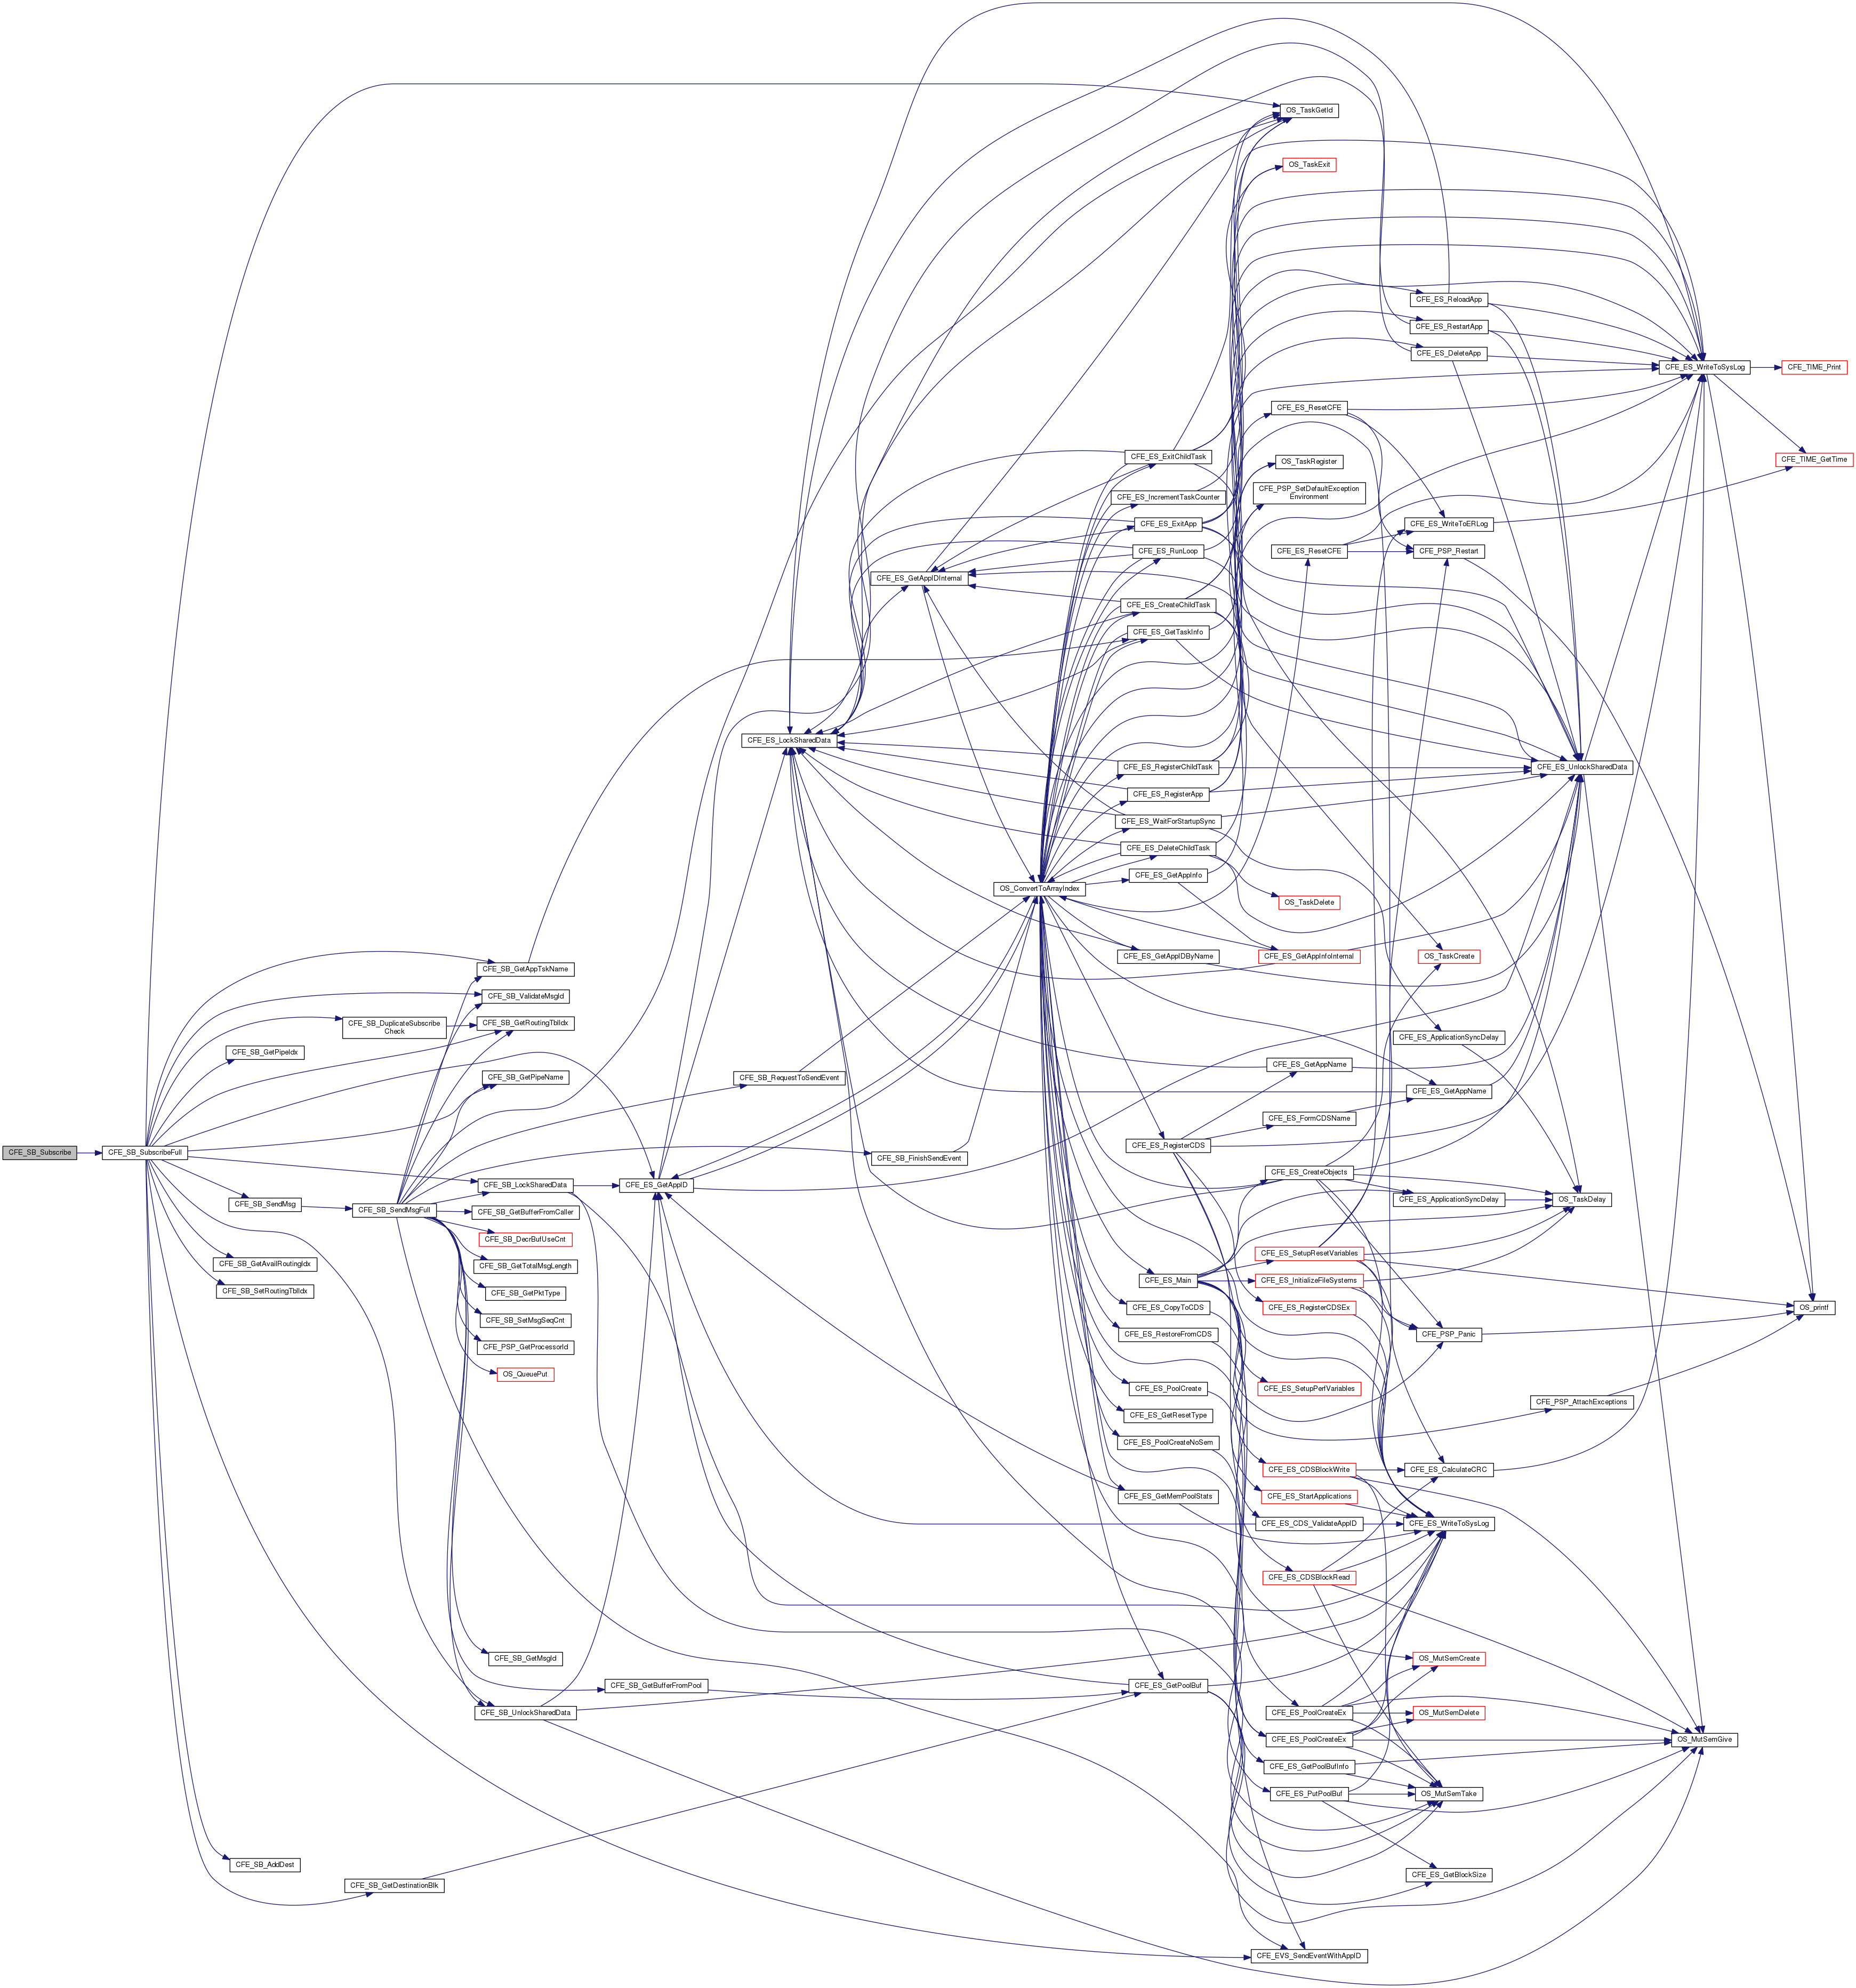 OS_TaskGetId
OS_TaskExit
CFE_ES_ReloadApp
CFE_ES_RestartApp
CFE_ES_DeleteApp
CFE_ES_WriteToSysLog
CFE_TIME_Print
CFE_ES_ResetCFE
CFE_ES_ExitChildTask
OS_TaskRegister
CFE_TIME_GetTime
CFE_PSP_SetDefaultException
Environment
CFE_ES_IncrementTaskCounter
CFE_ES_ExitApp
CFE_ES_WriteToERLog
CFE_ES_RunLoop
CFE_ES_ResetCFE
CFE_PSP_Restart
CFE_ES_GetAppIDInternal
CFE_ES_CreateChildTask
CFE_ES_GetTaskInfo
CFE_ES_LockSharedData
CFE_ES_RegisterChildTask
CFE_ES_UnlockSharedData
CFE_ES_RegisterApp
CFE_ES_WaitForStartupSync
CFE_ES_DeleteChildTask
CFE_ES_GetAppInfo
OS_ConvertToArrayIndex
OS_TaskDelete
CFE_ES_GetAppIDByName
CFE_ES_GetAppInfoInternal
OS_TaskCreate
CFE_SB_GetAppTskName
CFE_SB_ValidateMsgId
CFE_SB_DuplicateSubscribe
Check
CFE_SB_GetRoutingTblIdx
CFE_ES_ApplicationSyncDelay
CFE_SB_GetPipeIdx
CFE_ES_GetAppName
CFE_SB_GetPipeName
CFE_SB_RequestToSendEvent
CFE_ES_GetAppName
CFE_ES_FormCDSName
CFE_ES_RegisterCDS
CFE_SB_Subscribe
CFE_SB_SubscribeFull
CFE_SB_FinishSendEvent
CFE_ES_CreateObjects
CFE_SB_LockSharedData
CFE_ES_GetAppID
CFE_ES_ApplicationSyncDelay
OS_TaskDelay
CFE_SB_SendMsg
CFE_SB_SendMsgFull
CFE_SB_GetBufferFromCaller
CFE_SB_DecrBufUseCnt
CFE_ES_SetupResetVariables
CFE_SB_GetAvailRoutingIdx
CFE_SB_GetTotalMsgLength
CFE_ES_Main
CFE_ES_InitializeFileSystems
CFE_SB_SetRoutingTblIdx
CFE_SB_GetPktType
CFE_ES_CopyToCDS
CFE_ES_RegisterCDSEx
OS_printf
CFE_SB_SetMsgSeqCnt
CFE_ES_RestoreFromCDS
CFE_PSP_Panic
CFE_PSP_GetProcessorId
OS_QueuePut
CFE_ES_PoolCreate
CFE_ES_SetupPerfVariables
CFE_PSP_AttachExceptions
CFE_ES_GetResetType
CFE_ES_PoolCreateNoSem
CFE_ES_CDSBlockWrite
CFE_ES_CalculateCRC
CFE_ES_GetMemPoolStats
CFE_ES_StartApplications
CFE_ES_CDS_ValidateAppID
CFE_ES_WriteToSysLog
CFE_ES_CDSBlockRead
CFE_SB_GetMsgId
OS_MutSemCreate
CFE_SB_GetBufferFromPool
CFE_ES_GetPoolBuf
CFE_SB_UnlockSharedData
CFE_ES_PoolCreateEx
OS_MutSemDelete
CFE_ES_PoolCreateEx
OS_MutSemGive
CFE_ES_GetPoolBufInfo
CFE_ES_PutPoolBuf
OS_MutSemTake
CFE_SB_AddDest
CFE_ES_GetBlockSize
CFE_SB_GetDestinationBlk
CFE_EVS_SendEventWithAppID